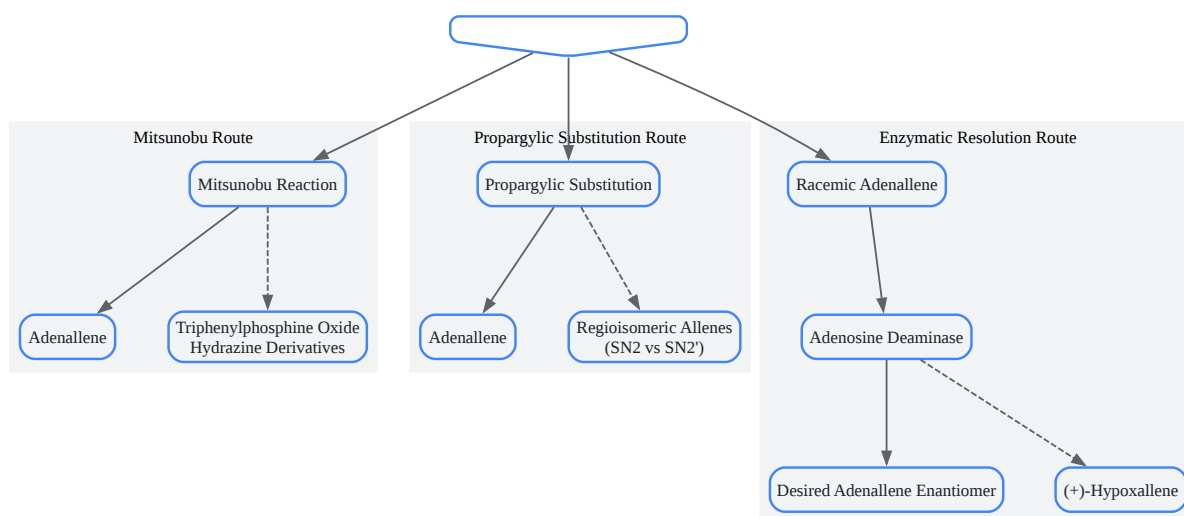 Mitsunobu Route
Propargylic Substitution Route
Enzymatic Resolution Route
Mitsunobu Reaction
Propargylic Substitution
Racemic Adenallene
Adenallene
Triphenylphosphine Oxide
Hydrazine Derivatives
Adenallene
Regioisomeric Allenes
(SN2 vs SN2')
Adenosine Deaminase
Desired Adenallene Enantiomer
(+)-Hypoxallene